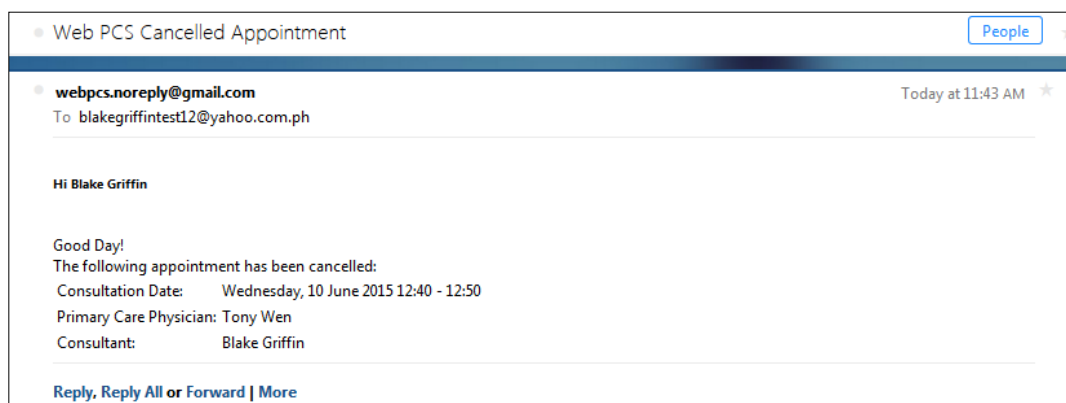 Web PCS Cancelled Appointment People
webpcs.noreply@gmail.com Today at 11:43 AM
To blakegriffintest12@yahoo.com.ph
Hi Blake Griffin
Good Day!
The following appointment has been cancelled:
Consultation Date: Wednesday, 10 June 2015 12:40 - 12:50
Primary Care Physician: Tony Wen
Consultant: Blake Griffin
Reply, Reply All or Forward | More